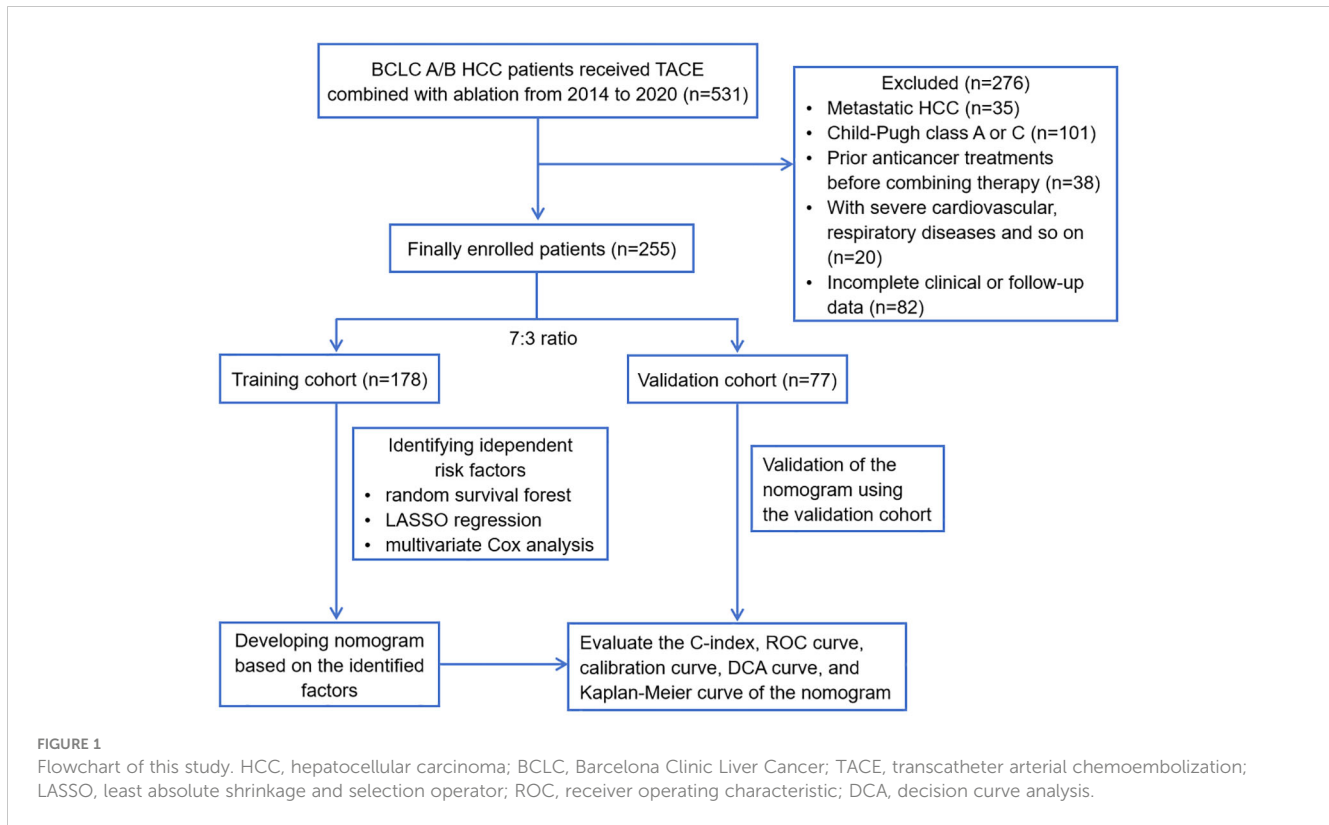 BCLC A/B HCC patients received TACE
combined with ablation from 2014 to 2020 (n=531)
Excluded (n=276)
• Metastatic HCC (n=35)
• Child-Pugh class A or C (n=101)
• Prior anticancer treatments
before combining therapy (n=38)
• With severe cardiovascular,
respiratory diseases and so on
(n=20)
• Incomplete clinical or follow-up
data (n=82)
Finally enrolled patients (n=255)
7:3 ratio
Training cohort (n=178)
Validation cohort (n=77)
Identifying idependent
risk factors
• random survival forest
• LASSO regression
• multivariate Cox analysis
Validation of the
nomogram using
the validation cohort
Developing nomogram
based on the identified
factors
Evaluate the C-index, ROC curve,
calibration curve, DCA curve, and
Kaplan-Meier curve of the nomogram
FIGURE 1
Flowchart of this study. HCC, hepatocellular carcinoma; BCLC, Barcelona Clinic Liver Cancer; TACE, transcatheter arterial chemoembolization;
LASSO, least absolute shrinkage and selection operator; ROC, receiver operating characteristic; DCA, decision curve analysis.